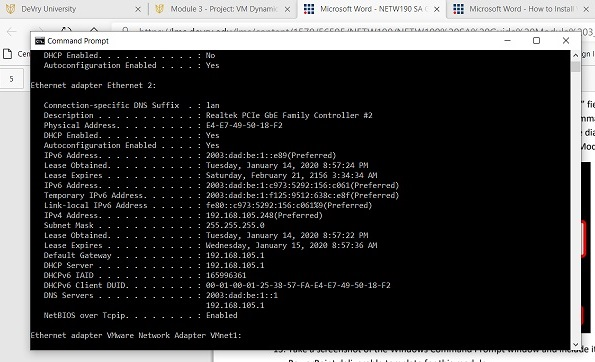 DeVry University
Module 3 - Project: VM Dynamic
Microsoft Word - NETW190 SA G
Microsoft Word - How to Install
Command Prompt
DHCP Enabled. . . . . . . . . . . : No
Autoconfiguration Enabled . . . . : Yes
Ethernet adapter Ethernet 2:
Connection-specific DNS Suffix  . : lan
Description . . . . . . . . . . . : Realtek PCIe GbE Family Controller #2
Physical Address. . . . . . . . . : E4-E7-49-50-18-F2
DHCP Enabled. . . . . . . . . . . : Yes
Autoconfiguration Enabled . . . . : Yes
IPv6 Address. . . . . . . . . . . : 2003:dad:be:1::e89(Preferred)
Lease Obtained. . . . . . . . . . : Tuesday, January 14, 2020 8:57:24 PM
Lease Expires . . . . . . . . . . : Saturday, February 21, 2156 3:34:34 AM
IPv6 Address. . . . . . . . . . . : 2003:dad:be:1:c973:5292:156:c061(Preferred)
Temporary IPv6 Address. . . . . . : 2003:dad:be:1:f125:9512:638c:e8f(Preferred)
Link-local IPv6 Address . . . . . : fe80::c973:5292:156:c061%9(Preferred)
IPv4 Address. . . . . . . . . . . : 192.168.105.248(Preferred)
Subnet Mask . . . . . . . . . . . : 255.255.255.0
Lease Obtained. . . . . . . . . . : Tuesday, January 14, 2020 8:57:22 PM
Lease Expires . . . . . . . . . . : Wednesday, January 15, 2020 8:57:36 AM
Default Gateway . . . . . . . . . : 192.168.105.1
DHCP Server . . . . . . . . . . . : 192.168.105.1
DHCPv6 IAID . . . . . . . . . . . : 165996361
DHCPv6 Client DUID. . . . . . . . : 00-01-00-01-25-38-57-FA-E4-E7-49-50-18-F2
DNS Servers . . . . . . . . . . . : 2003:dad:be:1::1
192.168.105.1
NetBIOS over Tcpip. . . . . . . . : Enabled
Ethernet adapter VMware Network Adapter VMnet1:
5